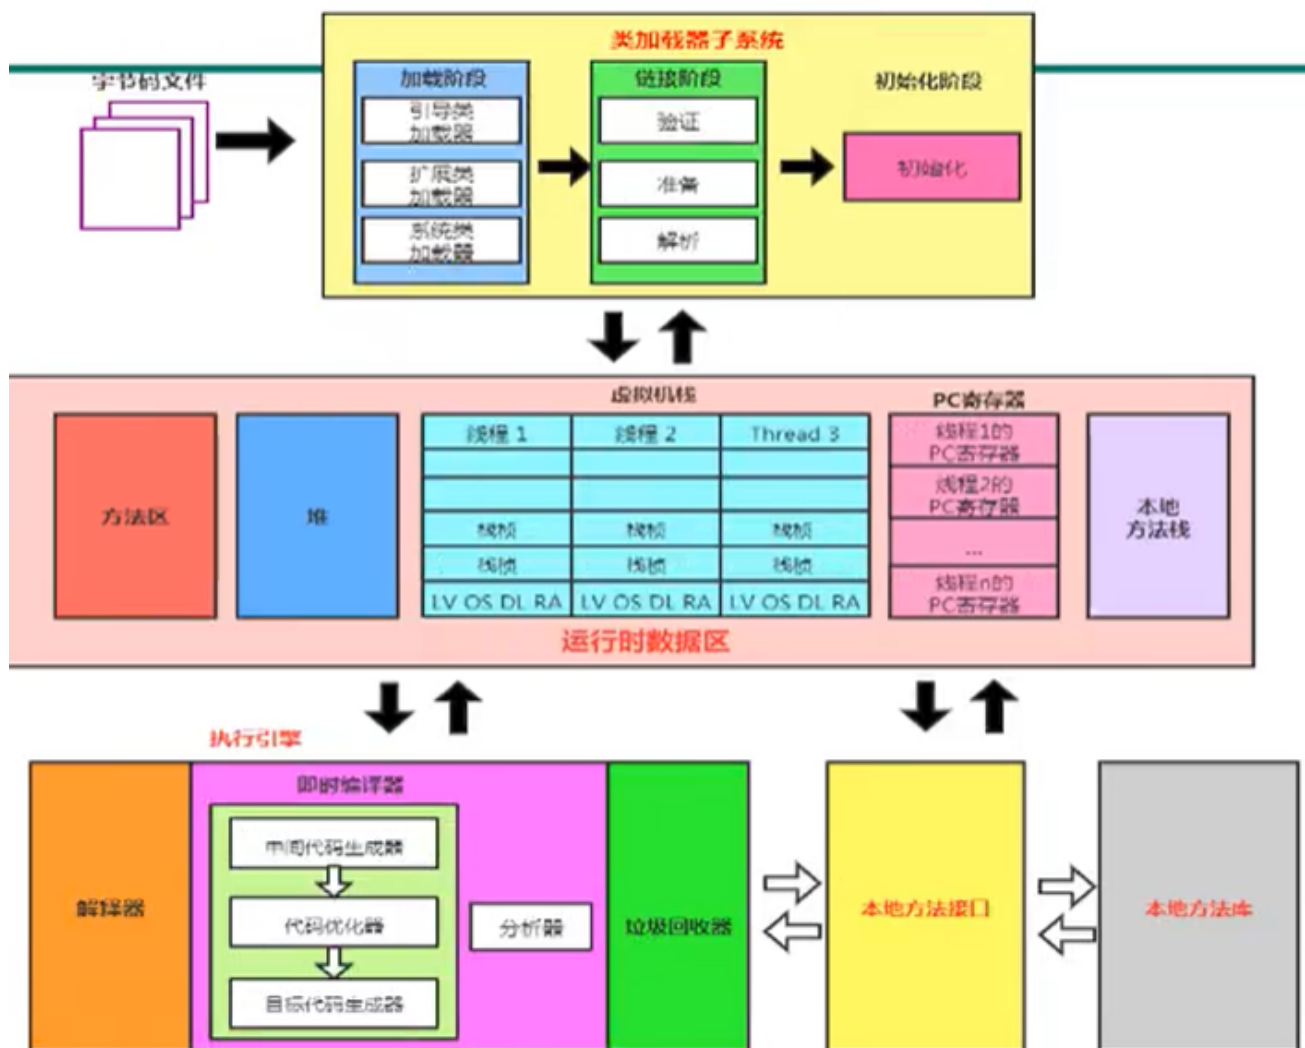 类加载器子系统
字节码文件
加载阶段
链接阶段
初始化阶段
引导类
加载器
验证
扩展类
加载器
准备
初始化
系统类
加载器
解析
虚拟机栈
PC寄存器
线程 1
线程 2
Thread 3
线程1的
PC寄存器
线程2的
PC寄存器
方法区
堆
本地
方法栈
栈桢
栈桢
栈桢
...
栈桢
栈桢
栈桢
线程n的
PC寄存器
LV OS DL RA
LV OS DL RA
LV OS DL RA
运行时数据区
执行引擎
即时编译器
中间代码生成器
解释器
代码优化器
分析器
垃圾回收器
本地方法接口
本地方法库
目标代码生成器